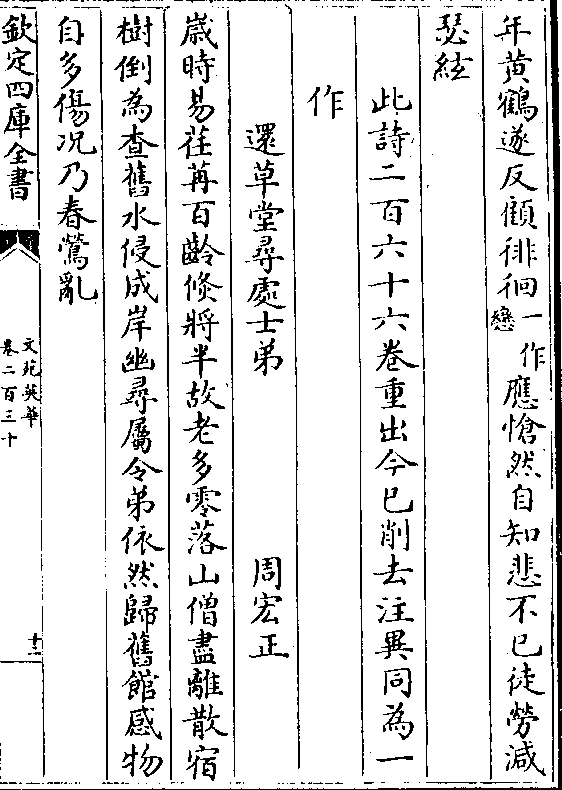 年黄鶴遂反顧徘徊一作戀應愴然自知悲不已徒勞減
瑟絃
此詩二百六十六卷重出今已削去注異同為一
作
還草堂尋處士弟 周宏正
嵗時易荏苒百齡倐將半故老多零落山僧盡離散宿
樹倒為查舊水侵成岸幽尋屬令弟依然歸舊館感物
自多傷况乃春鶯亂
欽定四庫全書
文苑英華
卷二百三十
十一